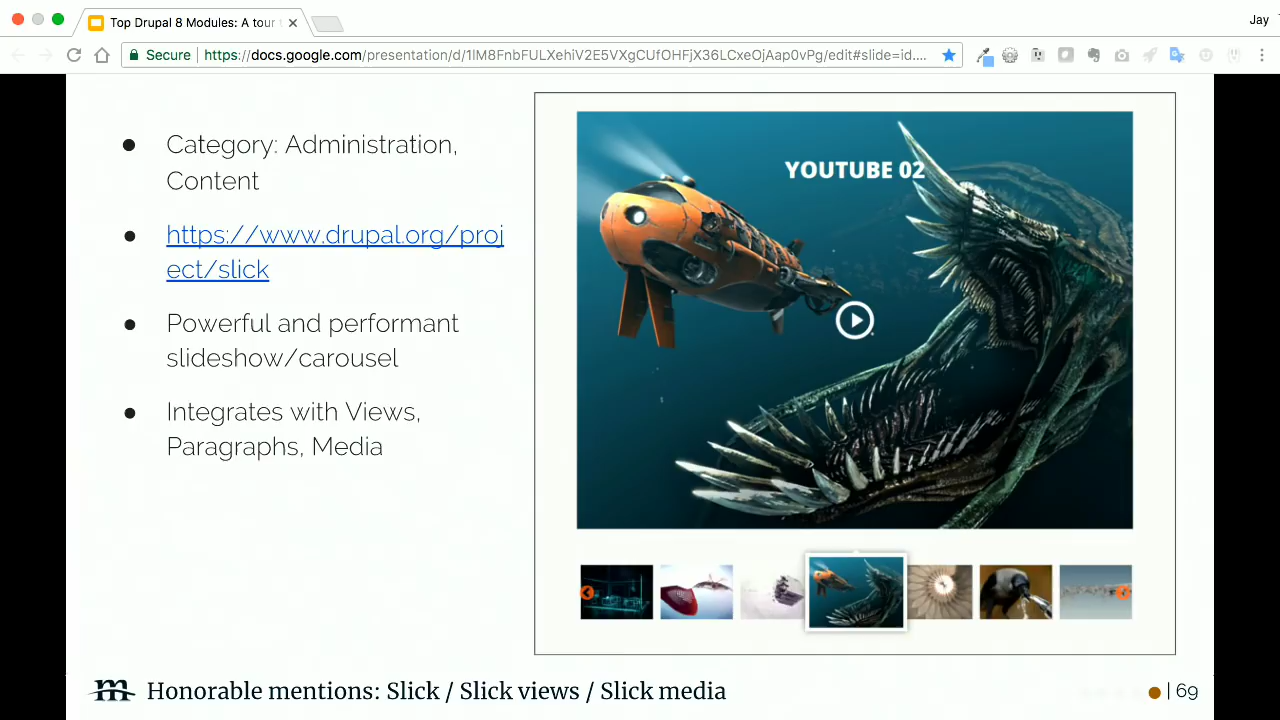 Top Drupal 8 Modules: A tour
Jay
Secure
https://docs.google.com/presentation/d/1IM8FnbFULXehiV2E5VXgCUfOHFjX36LCxeOjAap0vPg/edit#slide=id....
● Category: Administration,
Content
● https://www.drupal.org/proj
ect/slick
● Powerful and performant
slideshow/carousel
● Integrates with Views,
Paragraphs, Media
YOUTUBE 02
m Honorable mentions: Slick / Slick views / Slick media
| 69